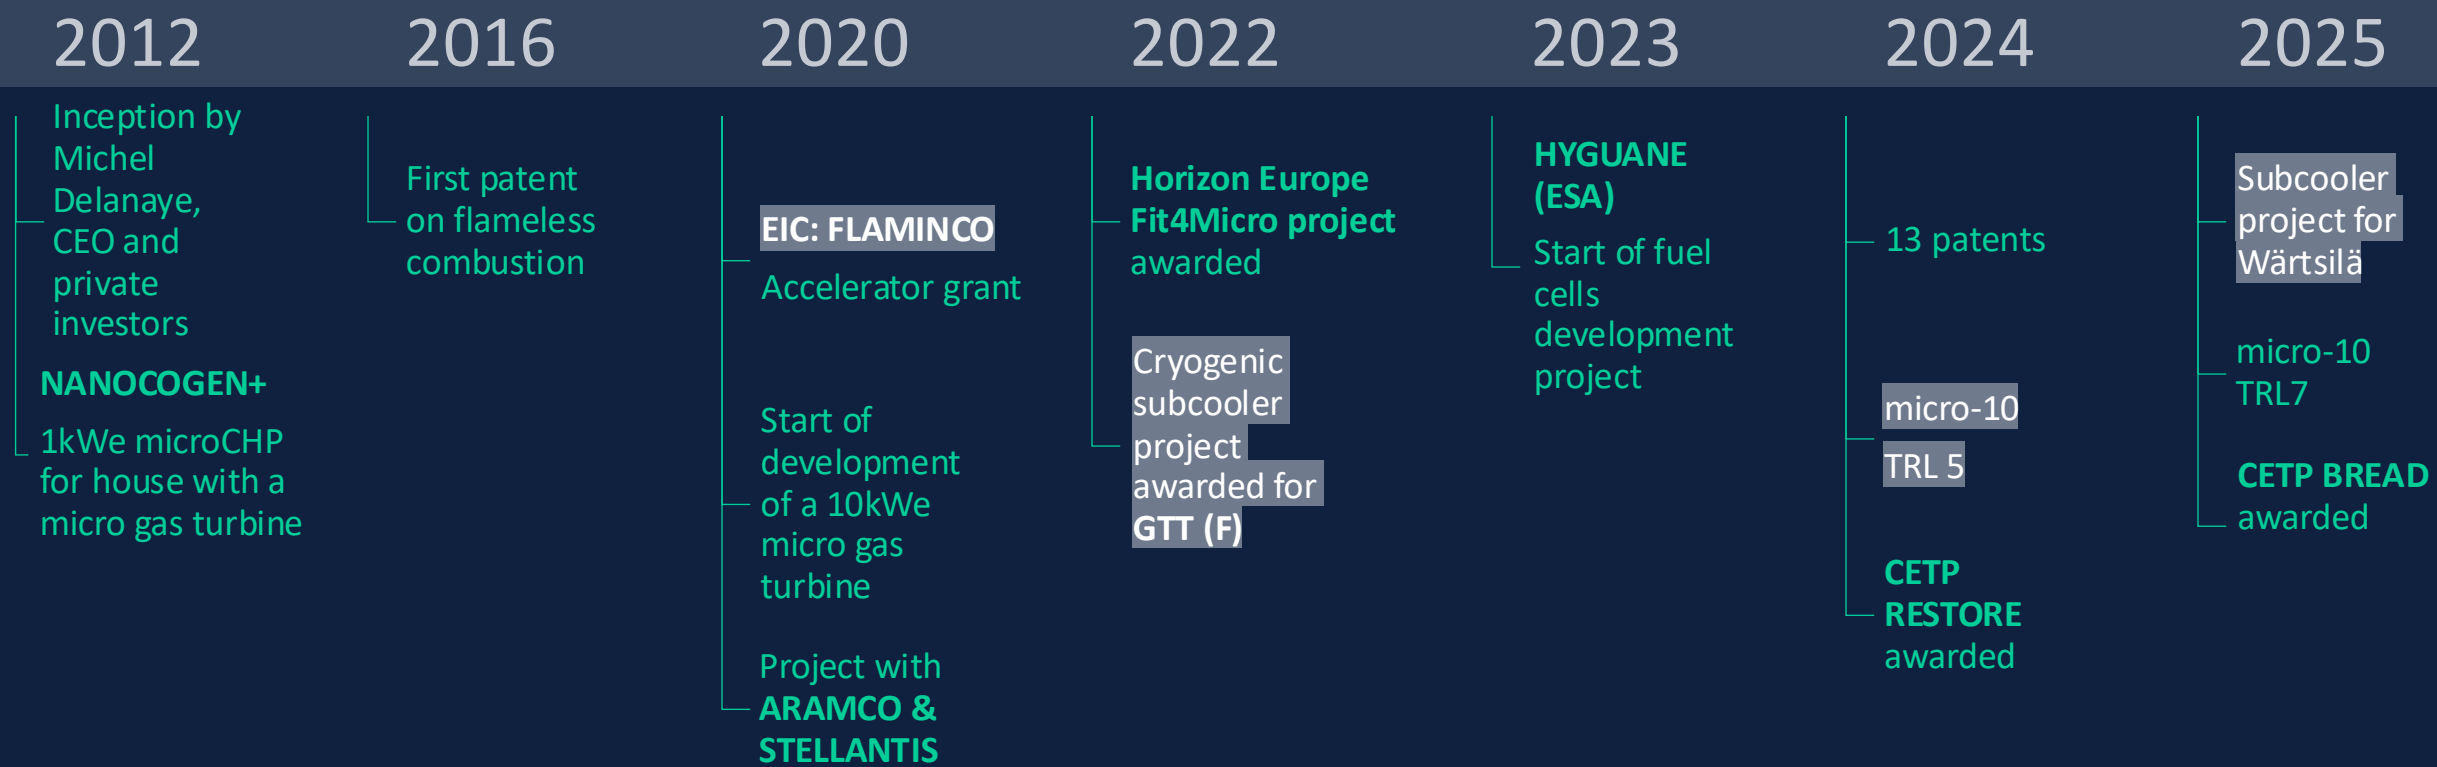 2012
Inception by
Michel
Delanaye,
CEO and
private
investors
NANOCOGEN+
1kWe microCHP
for house with a
micro gas turbine
2016
First patent
on flameless
combustion
2020
EIC: FLAMINCO
Accelerator grant
Start of
development
of a 10kWe
micro gas
turbine
Project with
ARAMCO &
STELLANTIS
2022
Horizon Europe
Fit4Micro project
awarded
Cryogenic
subcooler
project
awarded for
GTT (F)
2023
HYGUANE
(ESA)
Start of fuel
cells
development
project
2024
13 patents
micro-10
TRL 5
CETP
RESTORE
awarded
2025
Subcooler
project for
Wärtsilä
micro-10
TRL7
CETP BREAD
awarded